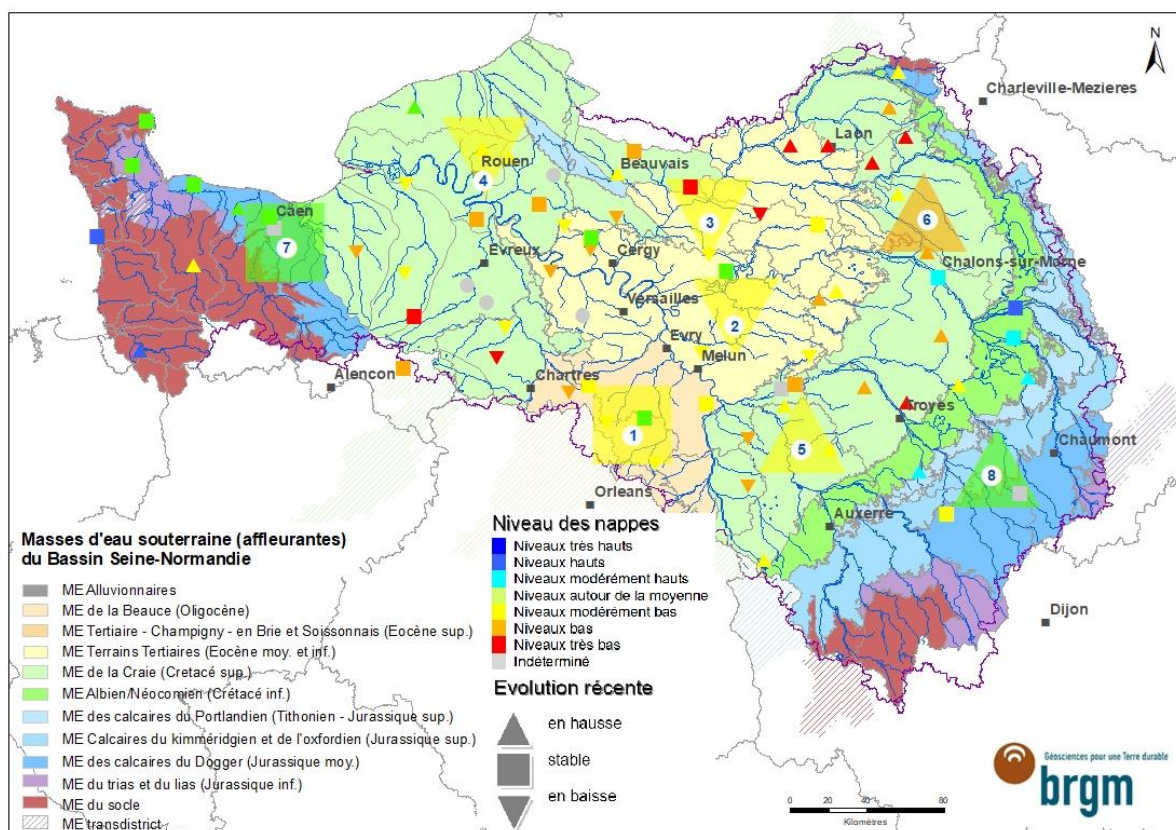 N
Charleville-Mezieres
Laon
Rouen
Beauvais
4
3
6
Caen
7
Evreux
Cergy
Chalons-sur-Marne
Versailles
2
Evry
Melun
Alencon
Chartres
Troyes
1
5
Chaumont
8
Orleans
Auxerre
Dijon
Masses d'eau souterraine (affleurantes)
du Bassin Seine-Normandie
ME Alluvionnaires
ME de la Beauce (Oligocène)
ME Tertiaire - Champigny - en Brie et Soissonnais (Eocène sup.)
ME Terrains Tertiaires (Eocène moy. et inf.)
ME de la Craie (Cretacé sup.)
ME Albien/Néocomien (Crétacé inf.)
ME des calcaires du Portlandien (Tithonien - Jurassique sup.)
ME Calcaires du kimméridgien et de l'oxfordien (Jurassique sup.)
ME des calcaires du Dogger (Jurassique moy.)
ME du trias et du lias (Jurassique inf.)
ME du socle
ME transdistrict
Niveau des nappes
Niveaux très hauts
Niveaux hauts
Niveaux modérément hauts
Niveaux autour de la moyenne
Niveaux modérément bas
Niveaux bas
Niveaux très bas
Indéterminé
Evolution récente
en hausse
stable
en baisse
0 20 40 80
Kilomètres
Géosciences pour une Terre durable
brgm